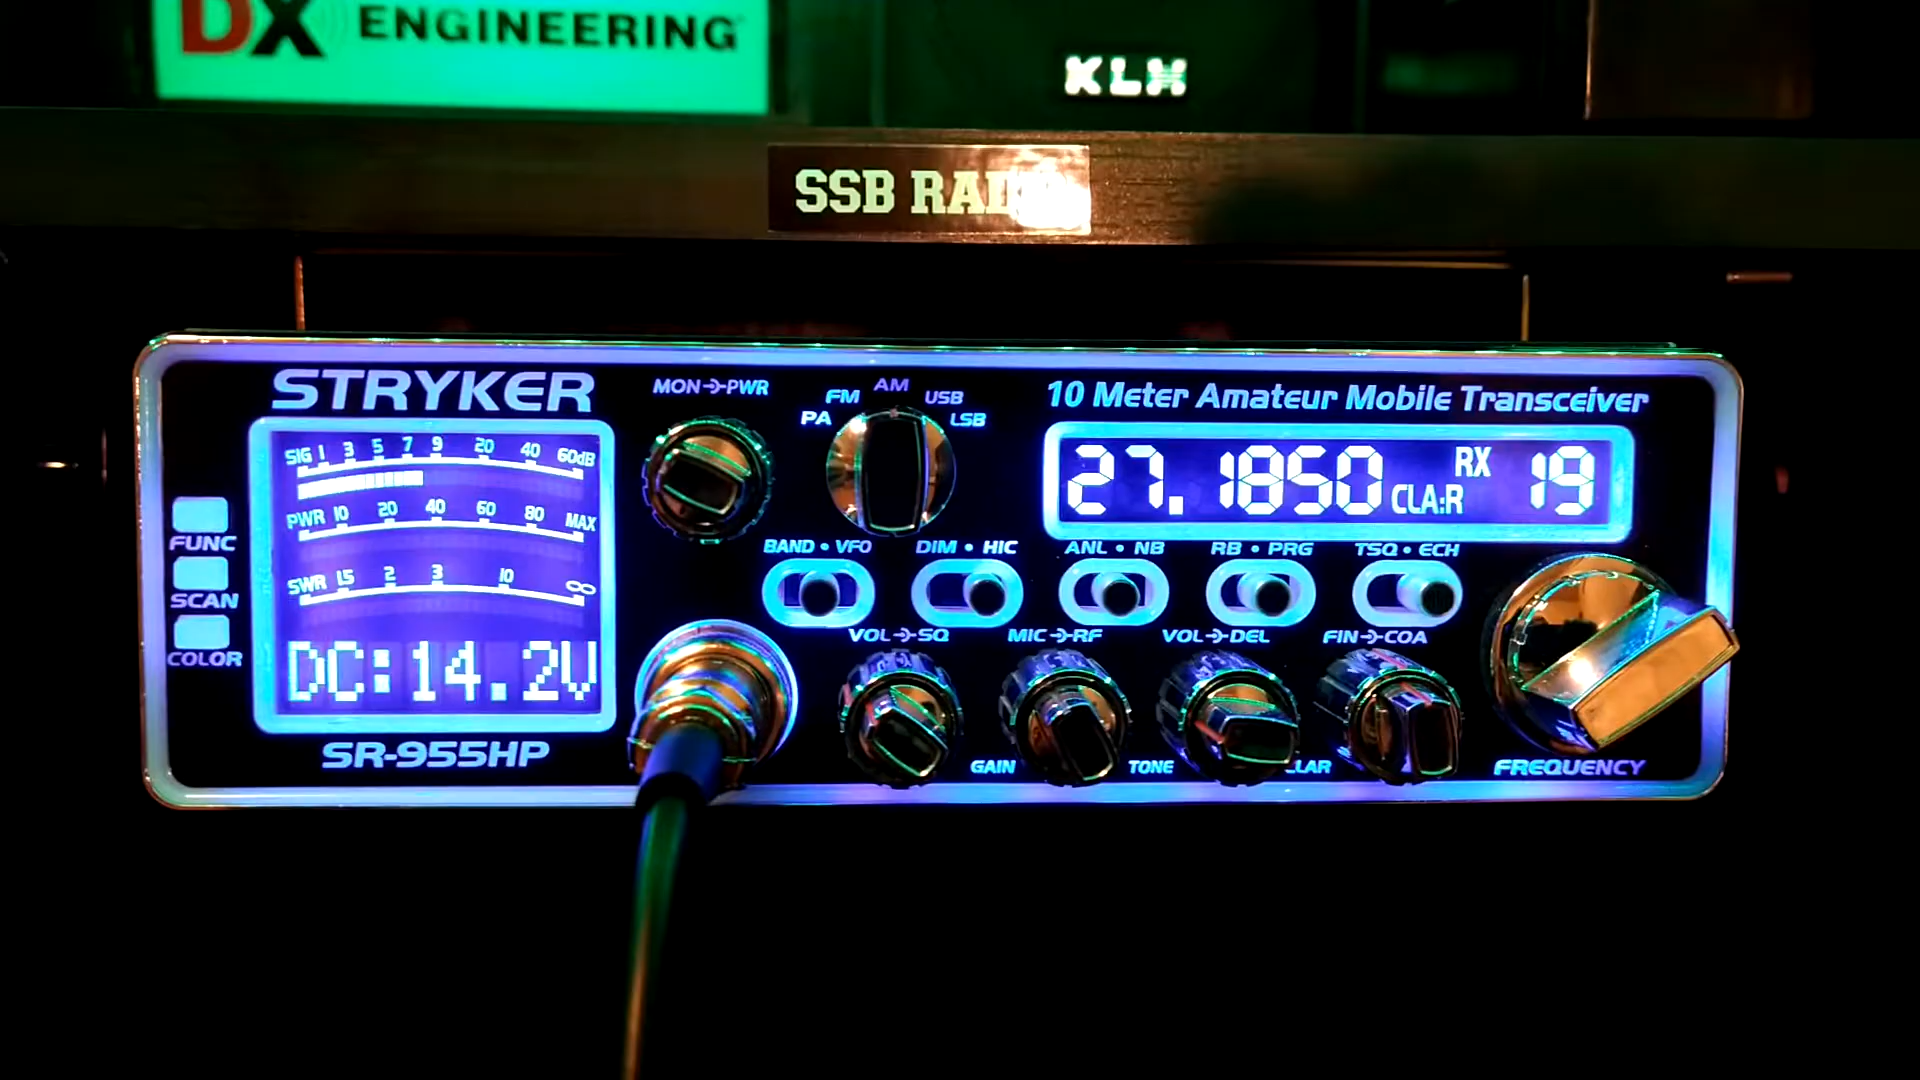 DX ENGINEERING
KLM
SSB RAD
STRYKER
MON→PWR
PA FM AM USB LSB
10 Meter Amateur Mobile Transceiver
SIG 1 3 5 7 9 20 40 60dB
PWR 10 20 40 60 80 MAX
SWR 1.5 2 3 10 ∞
DC:14.2V
27.1850 CLA:R RX 19
FUNC
SCAN
COLOR
BAND • VFO DIM • HIC ANL • NB RB • PRG TSQ • ECH
VOL→SQ MIC→RF VOL→DEL FIN→COA
GAIN TONE CLAR FREQUENCY
SR-955HP